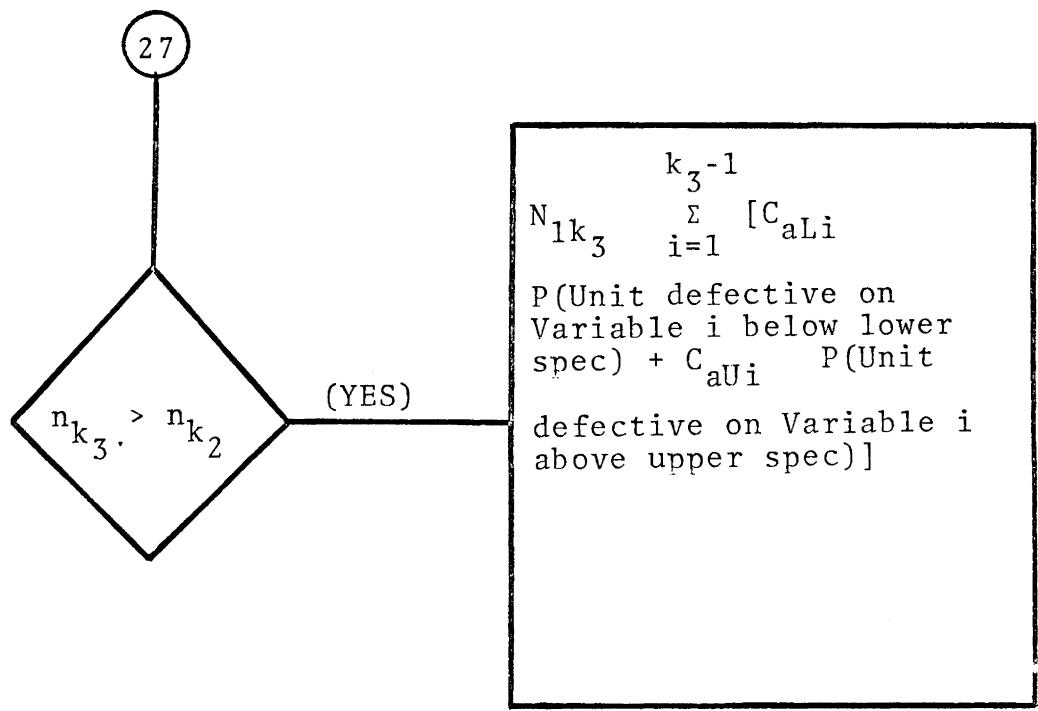 27
n_{k_3} > n_{k_2}
(YES)
N_{1k_3} \sum_{i=1}^{k_3-1} [C_{aLi}
P(Unit defective on
Variable i below lower
spec) + C_{aUi} P(Unit
defective on Variable i
above upper spec)]